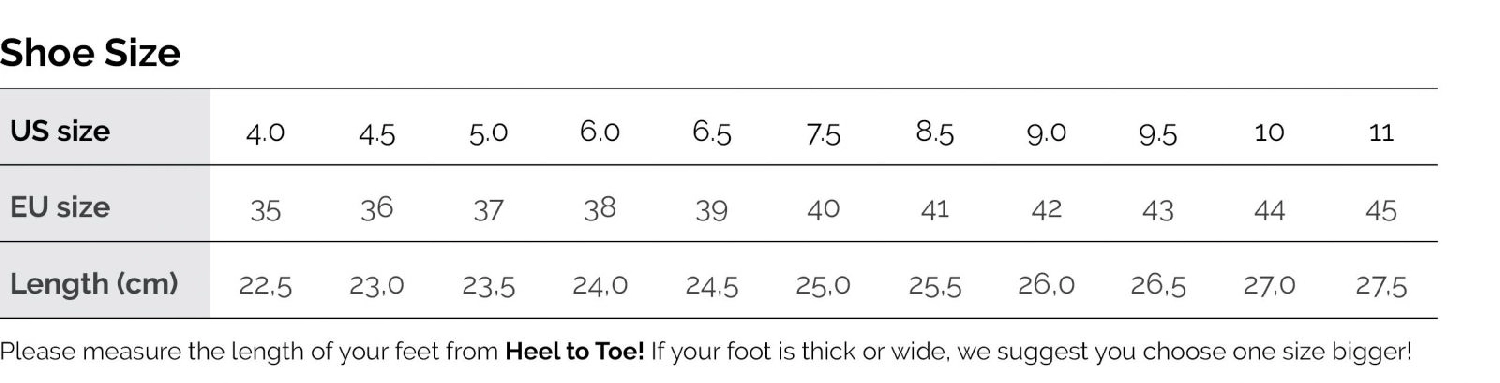 Shoe Size
US size 4.0 4.5 5.0 6.0 6.5 7.5 8.5 9.0 9.5 10 11
EU size 35 36 37 38 39 40 41 42 43 44 45
Length (cm) 22,5 23,0 23,5 24,0 24,5 25,0 25,5 26,0 26,5 27,0 27,5
Please measure the length of your feet from Heel to Toe! If your foot is thick or wide, we suggest you choose one size bigger!